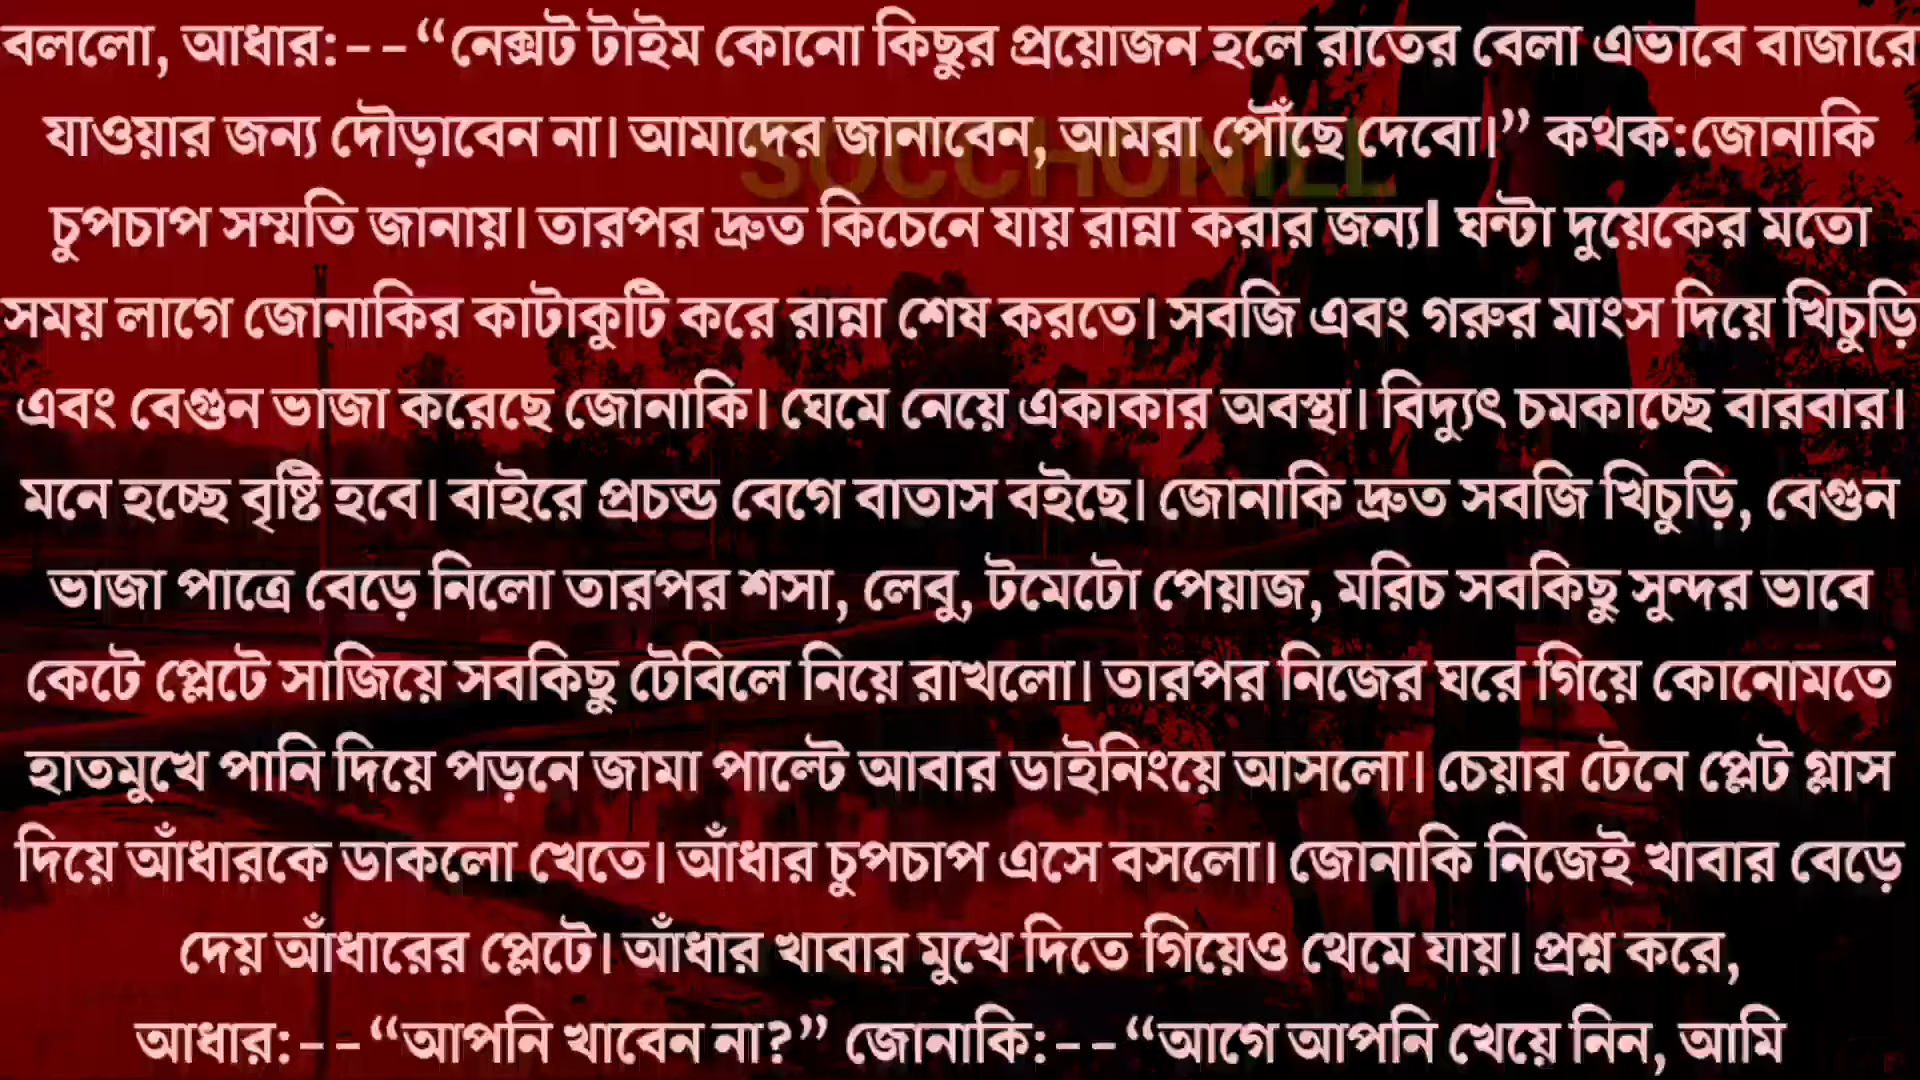 বললো, আধার:--“নেক্সট টাইম কোনো কিছুর প্রয়োজন হলে রাতের বেলা এভাবে বাজারে
যাওয়ার জন্য দৌড়াবেন না। আমাদের জানাবেন, আমরা পৌঁছে দেবো।” কথক:জোনাকি
SOCCHONILL
চুপচাপ সম্মতি জানায়। তারপর দ্রুত কিচেনে যায় রান্না করার জন্য। ঘন্টা দুয়েকের মতো
সময় লাগে জোনাকির কাটাকুটি করে রান্না শেষ করতে। সবজি এবং গরুর মাংস দিয়ে খিচুড়ি
এবং বেগুন ভাজা করেছে জোনাকি। ঘেমে নেয়ে একাকার অবস্থা। বিদ্যুৎ চমকাচ্ছে বারবার।
মনে হচ্ছে বৃষ্টি হবে। বাইরে প্রচন্ড বেগে বাতাস বইছে। জোনাকি দ্রুত সবজি খিচুড়ি, বেগুন
ভাজা পাত্রে বেড়ে নিলো তারপর শসা, লেবু, টমেটো পেয়াজ, মরিচ সবকিছু সুন্দর ভাবে
কেটে প্লেটে সাজিয়ে সবকিছু টেবিলে নিয়ে রাখলো। তারপর নিজের ঘরে গিয়ে কোনোমতে
হাতমুখে পানি দিয়ে পড়নে জামা পাল্টে আবার ডাইনিংয়ে আসলো। চেয়ার টেনে প্লেট গ্লাস
দিয়ে আঁধারকে ডাকলো খেতে। আঁধার চুপচাপ এসে বসলো। জোনাকি নিজেই খাবার বেড়ে
দেয় আঁধারের প্লেটে। আঁধার খাবার মুখে দিতে গিয়েও থেমে যায়। প্রশ্ন করে,
আধার:--“আপনি খাবেন না?” জোনাকি:--“আগে আপনি খেয়ে নিন, আমি